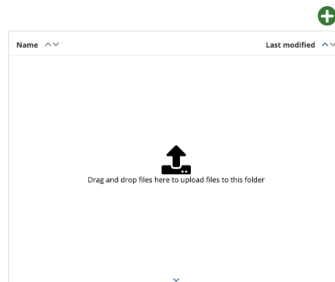 Name Last modified
Drag and drop files here to upload files to this folder